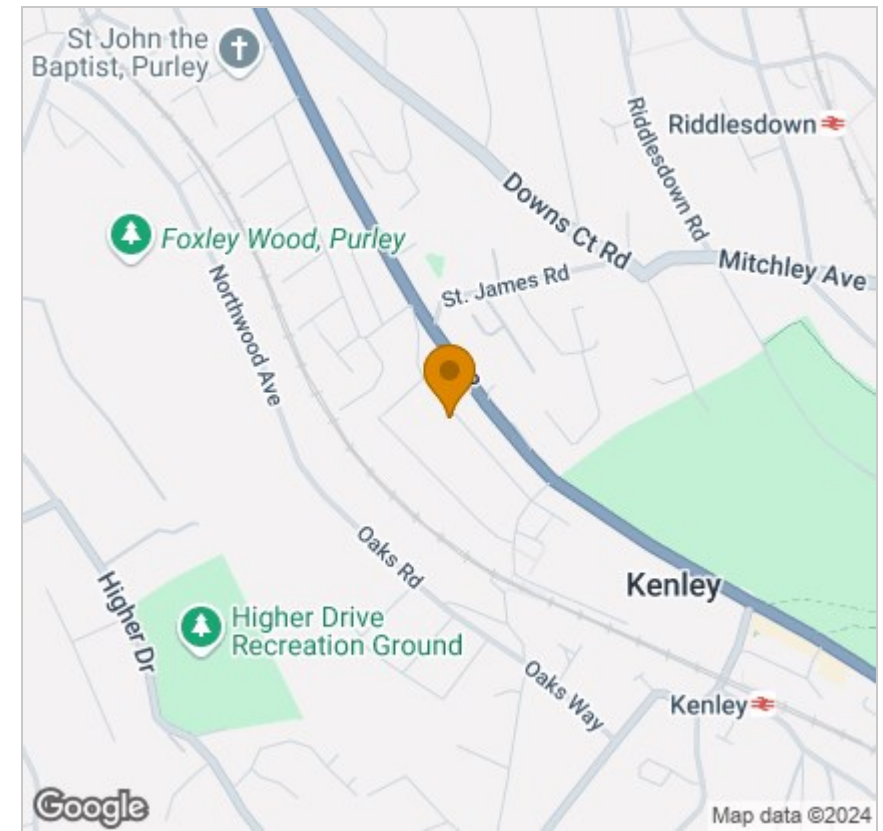 St John the
Baptist, Purley
Riddlesdown
Riddlesdown Rd
Downs Ct Rd
Mitchley Ave
Foxley Wood, Purley
St. James Rd
Northwood Ave
Oaks Rd
Kenley
Higher Dr
Higher Drive
Recreation Ground
Oaks Way
Kenley
Google
Map data ©2024